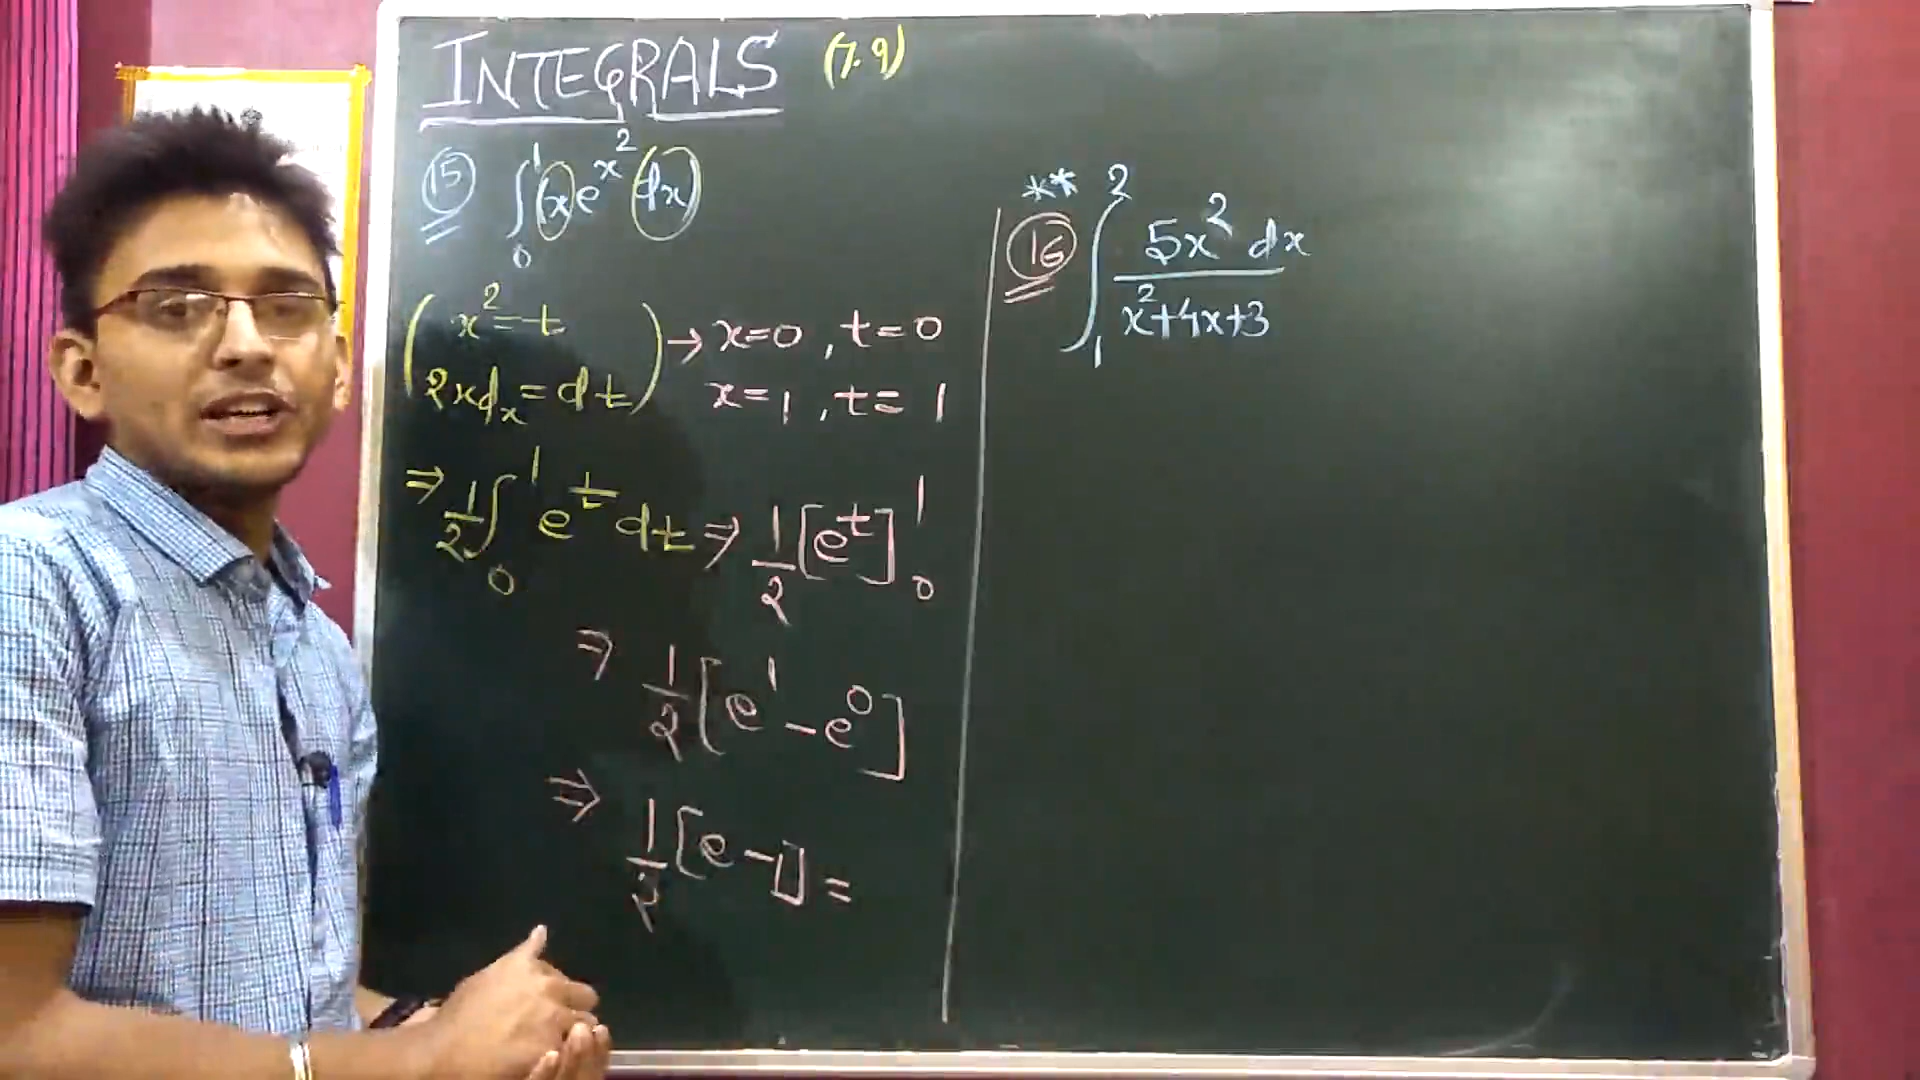 INTEGRALS (7.9)
(15) ∫₀¹ x e^{x²} dx
(x² = t
2x dx = dt) → x=0, t=0
x=1, t=1
⇒ 1/2 ∫₀¹ e^t dt ⇒ 1/2 [e^t]₀¹
⇒ 1/2 [e¹ - e⁰]
⇒ 1/2 [e - 1] =
** (16) ∫₁² 5x² dx / x²+4x+3